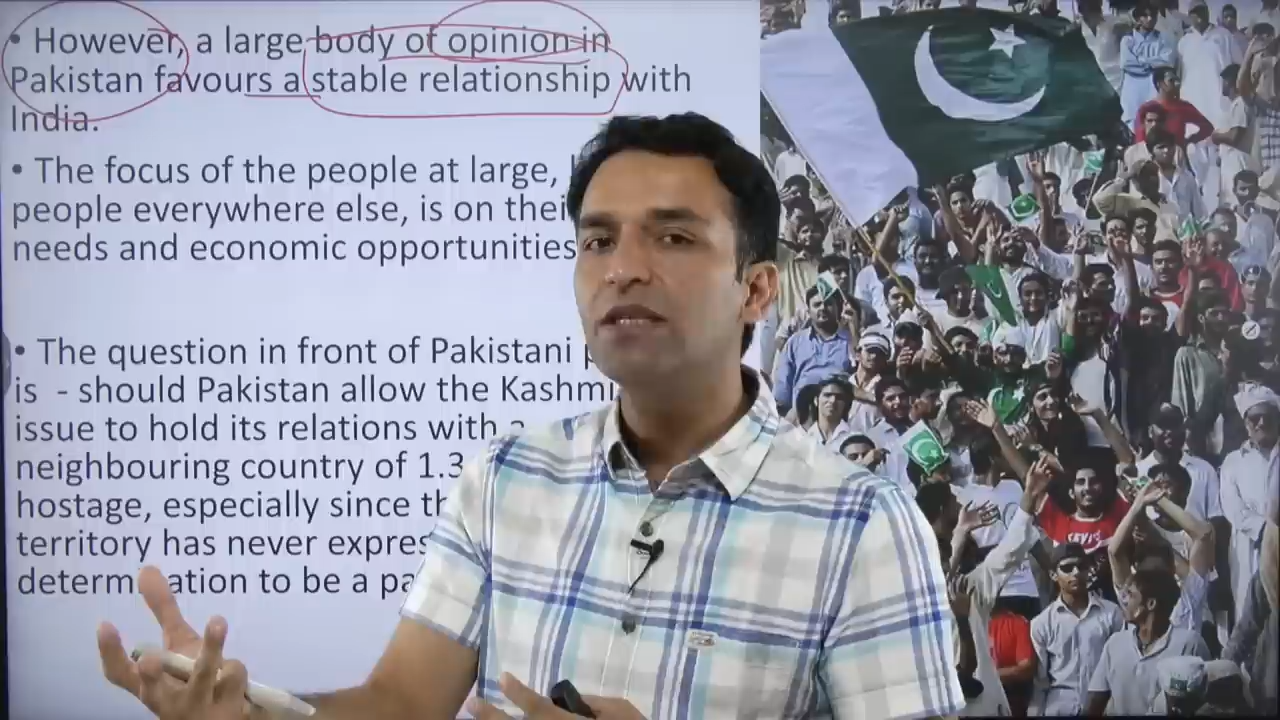 • However, a large body of opinion in
Pakistan favours a stable relationship with
India.
• The focus of the people at large,
people everywhere else, is on their
needs and economic opportunities
• The question in front of Pakistani
is - should Pakistan allow the Kashmi
issue to hold its relations with a
neighbouring country of 1.3
hostage, especially since th
territory has never expres
determination to be a pa